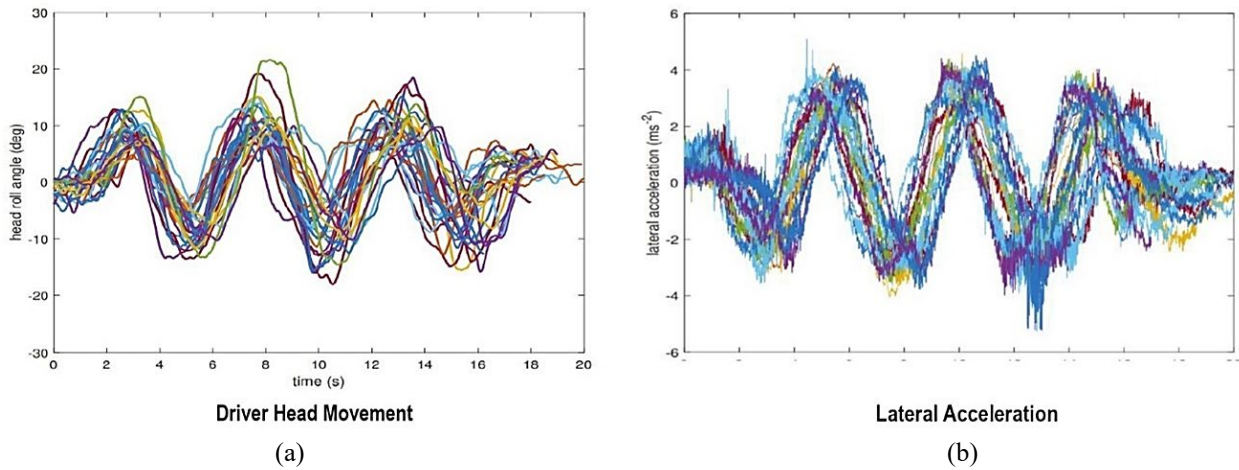 30
20
10
0
-10
-20
-30
head roll angle (deg)
0 2 4 6 8 10 12 14 16 18 20
time (s)
Driver Head Movement
(a)
6
4
2
0
-2
-4
-6
lateral acceleration (ms-2)
Lateral Acceleration
(b)